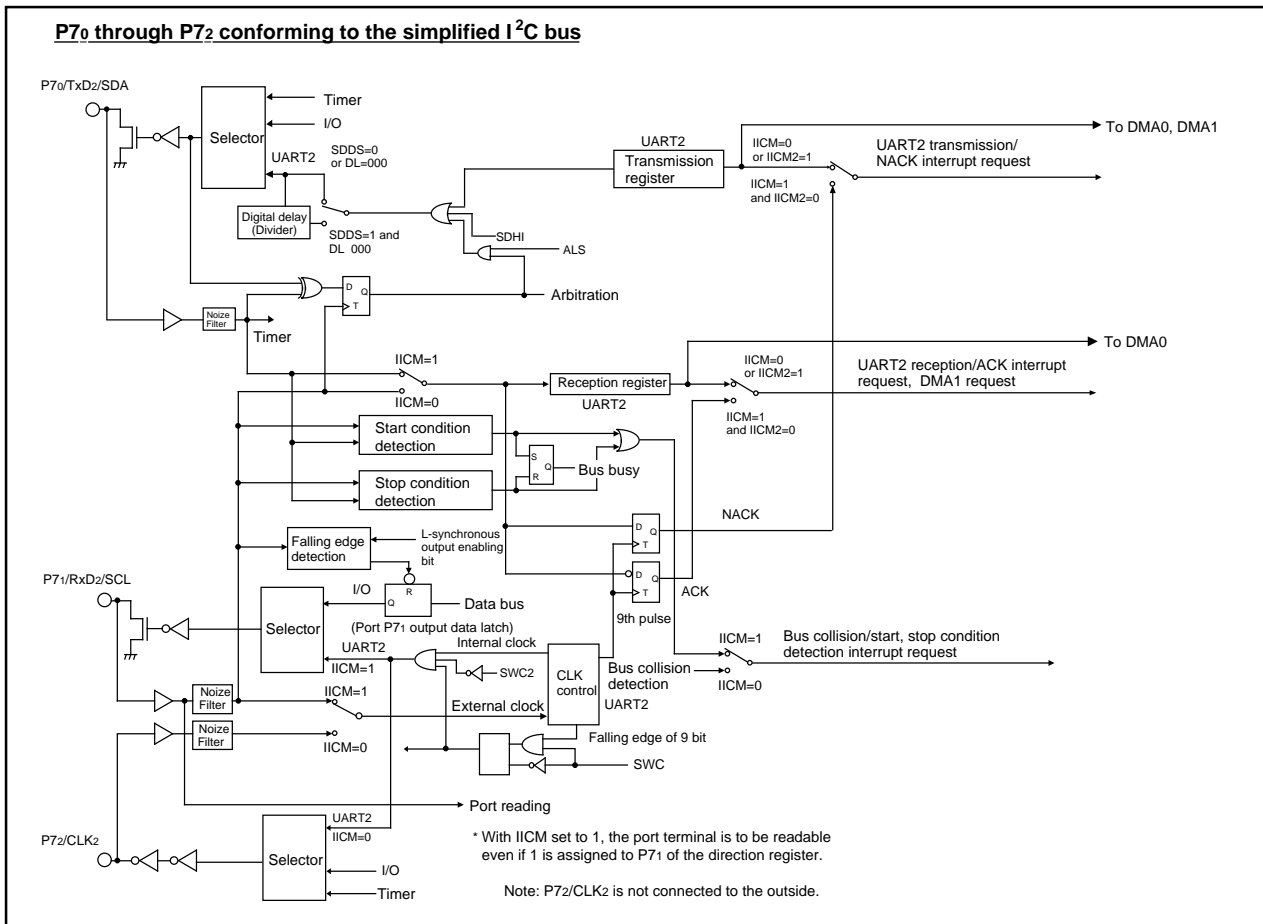 P70 through P72 conforming to the simplified I2C bus
P70/TxD2/SDA
Timer
I/O
Selector
UART2
SDDS=0
or DL=000
Digital delay
(Divider)
SDDS=1 and
DL 000
UART2
Transmission
register
SDHI
ALS
IICM=0
or IICM2=1
IICM=1
and IICM2=0
To DMA0, DMA1
UART2 transmission/
NACK interrupt request
D
Q
T
Arbitration
Noize
Filter
Timer
IICM=1
IICM=0
Reception register
UART2
IICM=0
or IICM2=1
IICM=1
and IICM2=0
To DMA0
UART2 reception/ACK interrupt
request, DMA1 request
Start condition
detection
S
Q
R
Bus busy
Stop condition
detection
NACK
D
Q
T
Falling edge
detection
L-synchronous
output enabling
bit
D
Q
T
ACK
9th pulse
P71/RxD2/SCL
I/O
R
Q
Data bus
(Port P71 output data latch)
Selector
UART2
IICM=1
Internal clock
SWC2
CLK
control
UART2
Bus collision
detection
IICM=1
IICM=0
Bus collision/start, stop condition
detection interrupt request
Noize
Filter
IICM=1
External clock
Noize
Filter
IICM=0
Falling edge of 9 bit
SWC
Port reading
P72/CLK2
UART2
IICM=0
Selector
I/O
Timer
* With IICM set to 1, the port terminal is to be readable
even if 1 is assigned to P71 of the direction register.
Note: P72/CLK2 is not connected to the outside.